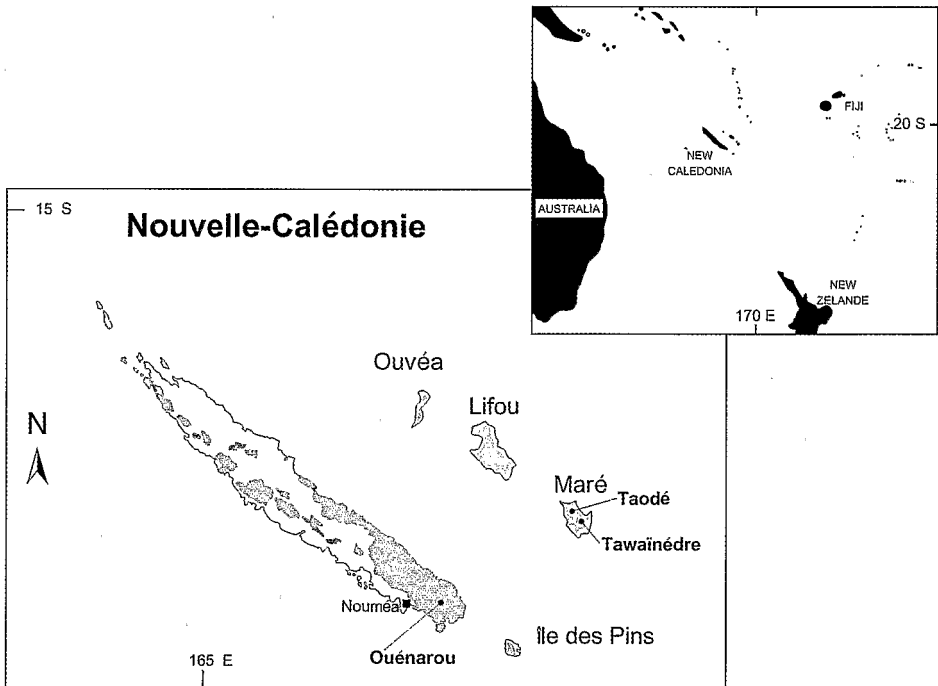 FIJI
20 S
NEW
CALEDONIA
AUSTRALIA
NEW
ZELANDE
170 E
15 S
Nouvelle-Calédonie
Ouvéa
Lifou
N
Maré
Taodé
Tawaïnédre
Nouméa
Île des Pins
Ouénarou
165 E